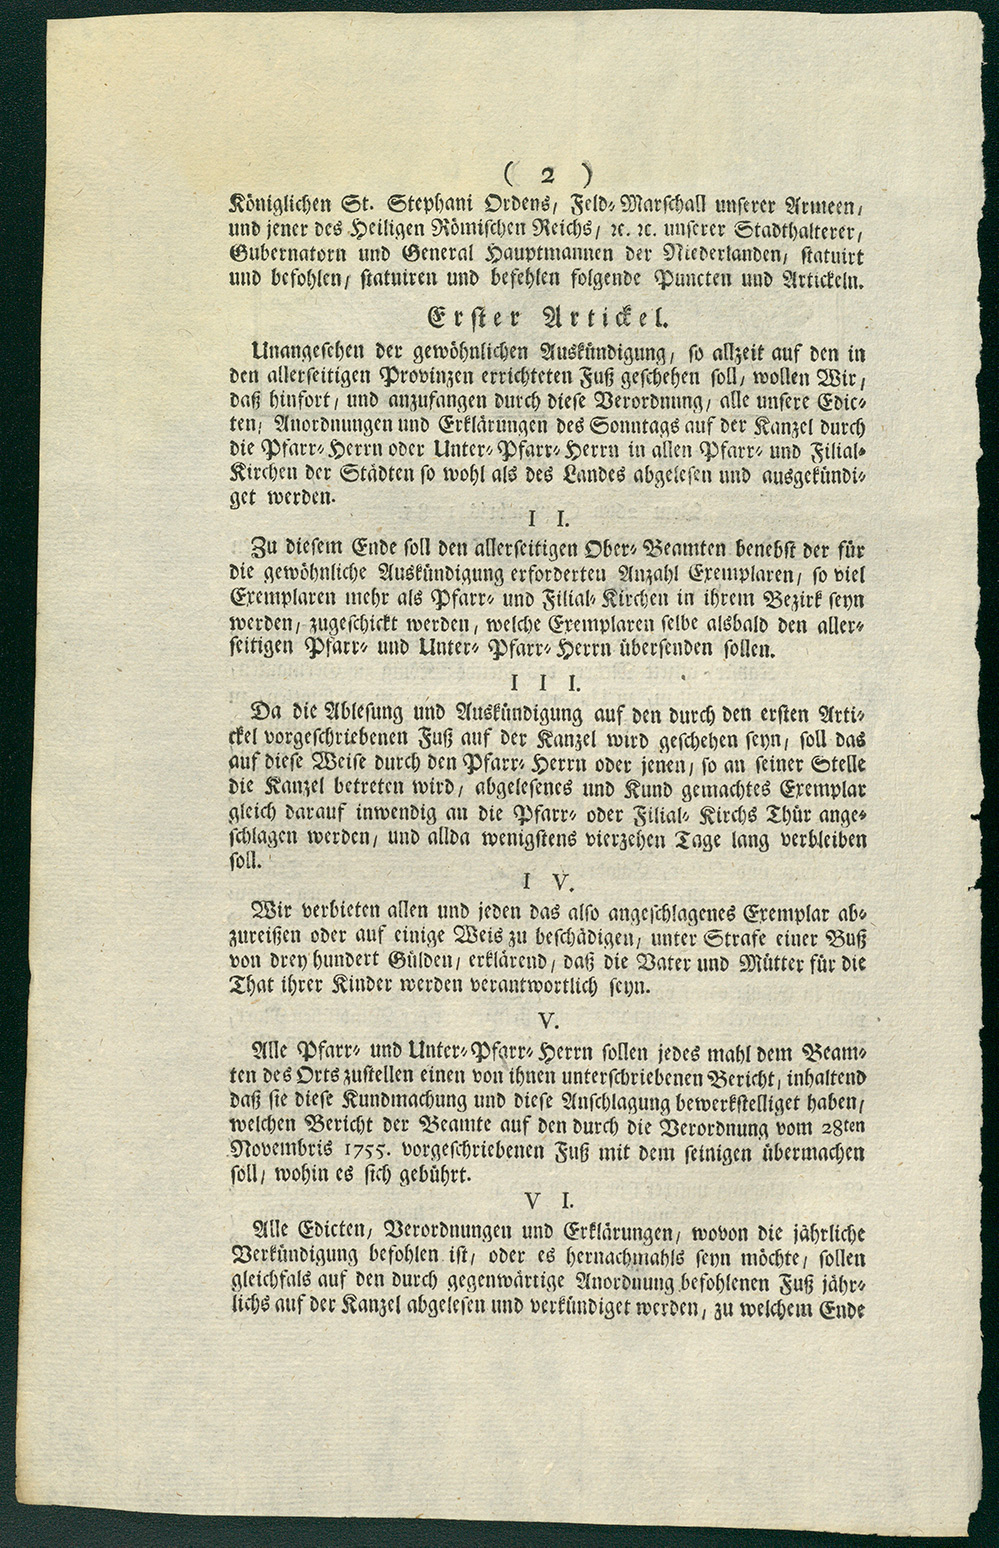 ( 2 )
Königlichen St. Stephani Ordens/ Feld-Marschall unserer Armeen/
und jener des Heiligen Römischen Reichs/ ꝛc. ꝛc. unserer Stadthalterer/
Gubernatorn und General Hauptmannen der Niederlanden/ statuirt
und befohlen/ statuiren und befehlen folgende Puncten und Artickeln.
Erster Artickel.
Unangesehen der gewöhnlichen Auskündigung, so allzeit auf den in
den allerseitigen Provinzen errichteten Fuß geschehen soll/ wollen Wir/
daß hinfort/ und anzufangen durch diese Verordnung/ alle unsere Edic-
ten/ Anordnungen und Erklärungen des Sonntags auf der Kanzel durch
die Pfarr-Herrn oder Unter-Pfarr-Herrn in allen Pfarr- und Filial-
Kirchen der Städten so wohl als des Landes abgelesen und ausgekündi-
get werden.
I I.
Zu diesem Ende soll den allerseitigen Ober-Beamten benebst der für
die gewöhnliche Auskündigung erforderten Anzahl Exemplaren/ so viel
Exemplaren mehr als Pfarr- und Filial-Kirchen in ihrem Bezirk seyn
werden/ zugeschickt werden, welche Exemplaren selbe alsbald den aller-
seitigen Pfarr- und Unter-Pfarr-Herrn übersenden sollen.
I I I.
Da die Ablesung und Auskündigung auf den durch den ersten Arti-
ckel vorgeschriebenen Fuß auf der Kanzel wird geschehen seyn, soll das
auf diese Weise durch den Pfarr-Herrn oder jenen/ so an seiner Stelle
die Kanzel betreten wird/ abgelesenes und Kund gemachtes Exemplar
gleich darauf inwendig an die Pfarr- oder Filial-Kirchs Thür ange-
schlagen werden/ und allda wenigstens vierzehen Tage lang verbleiben
soll.
I V.
Wir verbieten allen und jeden das also angeschlagenes Exemplar ab-
zureißen oder auf einige Weis zu beschädigen/ unter Strafe einer Buß
von drey hundert Gülden/ erklärend/ daß die Vater und Mütter für die
That ihrer Kinder werden verantwortlich seyn.
V.
Alle Pfarr- und Unter-Pfarr-Herrn sollen jedes mahl dem Beam-
ten des Orts zustellen einen von ihnen unterschriebenen Bericht, inhaltend
daß sie diese Kundmachung und diese Anschlagung bewerkstelliget haben/
welchen Bericht der Beamte auf den durch die Verordnung vom 28ten
Novembris 1755. vorgeschriebenen Fuß mit dem seinigen übermachen
soll/ wohin es sich gebührt.
V I.
Alle Edicten/ Verordnungen und Erklärungen/ wovon die jährliche
Verkündigung befohlen ist/ oder es hernachmahls seyn möchte/ sollen
gleichfals auf den durch gegenwärtige Anordnung befohlenen Fuß jähr-
lichs auf der Kanzel abgelesen und verkündiget werden/ zu welchem Ende